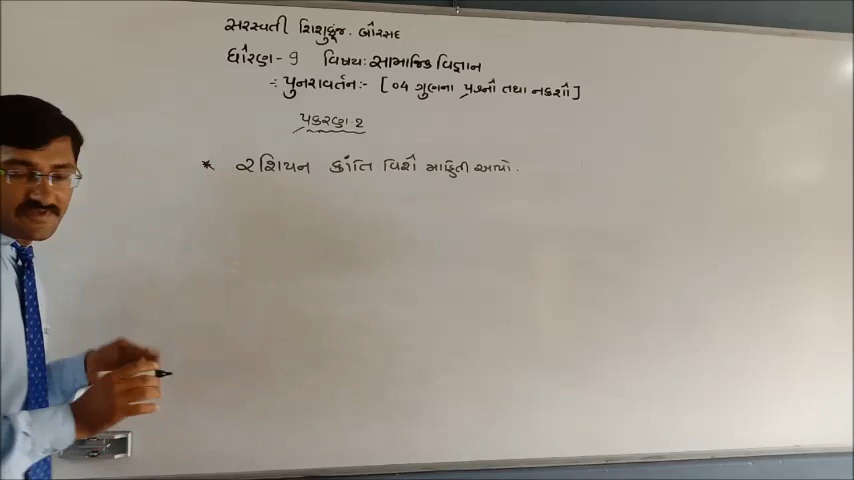 સરસ્વતી શિશુકુંજ. બોરસદ
ધોરણ - 9 વિષય: સામાજિક વિજ્ઞાન
-: પુનરાવર્તન:- [04 ગુણના પ્રશ્નો તથા નકશો]
પ્રકરણ: 2
* રશિયન ક્રાંતિ વિશે માહિતી આપો.